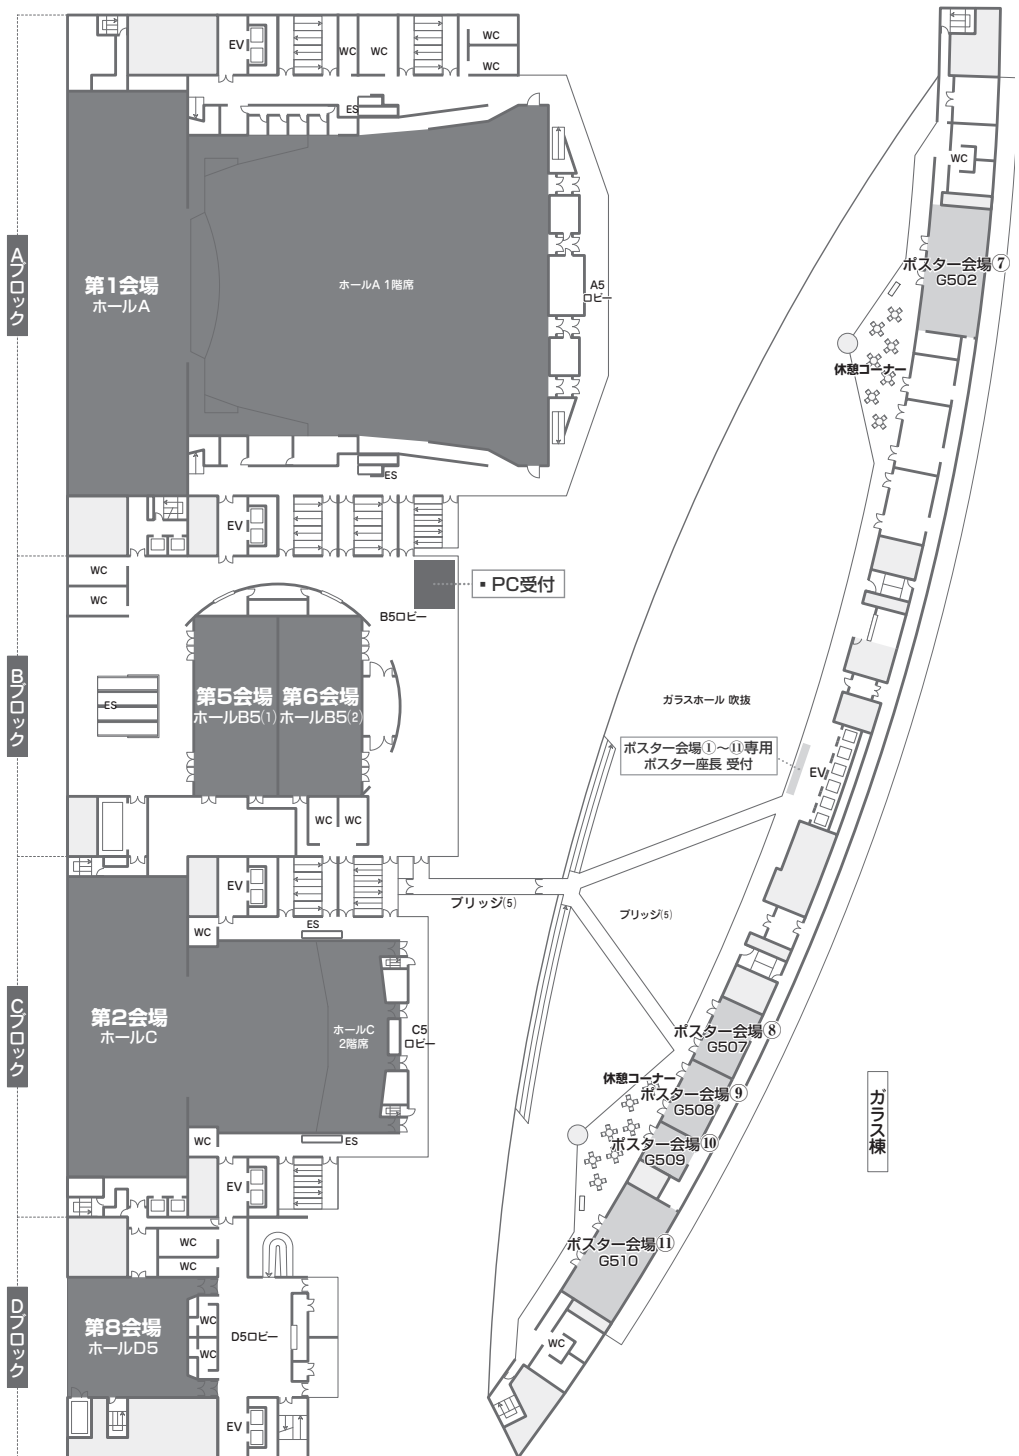 WC
EV
WC
WC
WC
ES
Aブロック
第1会場
ホールA
ホールA 1階席
A5
ロビー
ES
EV
WC
WC
▪ PC受付
B5ロビー
Bブロック
ES
第5会場
ホールB5(1)
第6会場
ホールB5(2)
WC
WC
EV
WC
ES
ブリッジ(5)
ブリッジ(5)
Cブロック
第2会場
ホールC
ホールC
2階席
C5
ロビー
WC
ES
EV
WC
WC
Dブロック
第8会場
ホールD5
WC
WC
D5ロビー
EV
WC
ポスター会場⑦
G502
休憩コーナー
ガラスホール 吹抜
ポスター会場①～⑪専用
ポスター座長 受付
EV
ポスター会場⑧
G507
休憩コーナー
ポスター会場⑨
G508
ポスター会場⑩
G509
ポスター会場⑪
G510
WC
ガラス棟